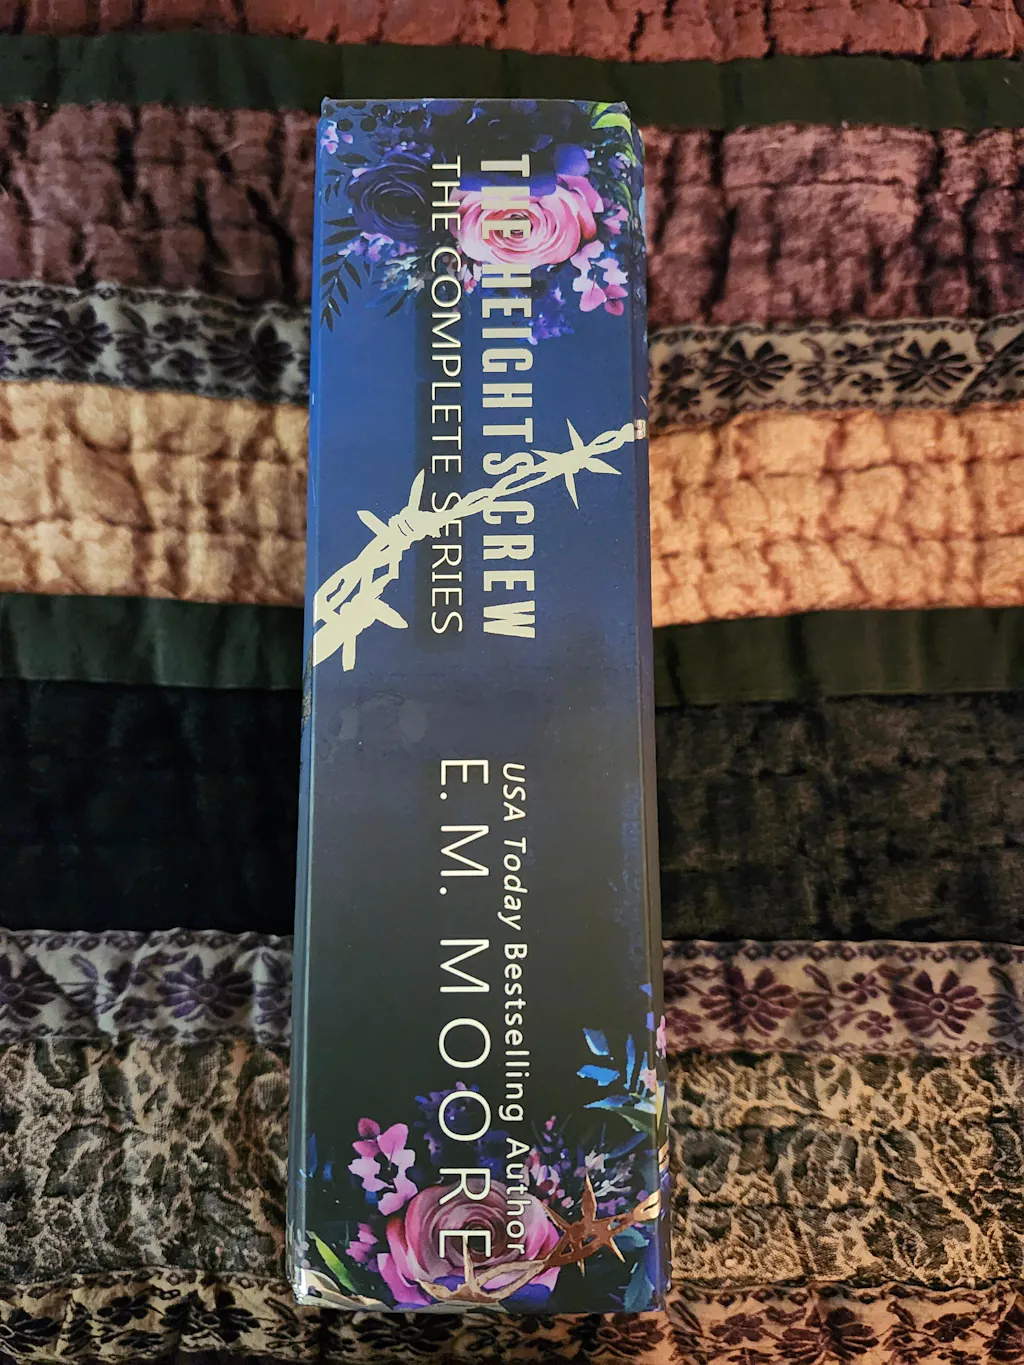 THE HEIGHTS CREW
THE COMPLETE SERIES
USA Today Bestselling Author
E. M. MOORE